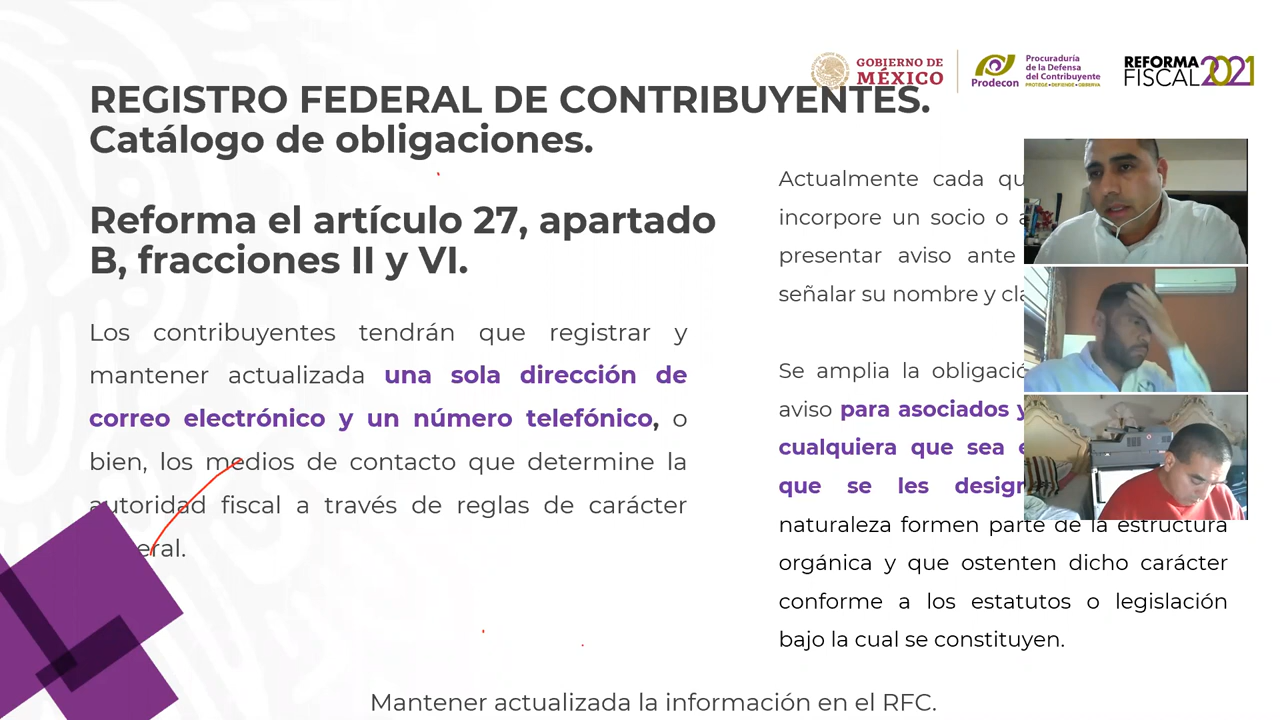 GOBIERNO DE
MÉXICO
Prodecon
Procuraduría
de la Defensa
del Contribuyente
PROTEGE • DEFIENDE • OBSERVA
REFORMA
FISCAL 2021
REGISTRO FEDERAL DE CONTRIBUYENTES.
Catálogo de obligaciones.
Reforma el artículo 27, apartado
B, fracciones II y VI.
Los contribuyentes tendrán que registrar y
mantener actualizada una sola dirección de
correo electrónico y un número telefónico, o
bien, los medios de contacto que determine la
autoridad fiscal a través de reglas de carácter
eral.
Actualmente cada
incorpore un socio o
presentar aviso ante
señalar su nombre y
Se amplia la
aviso para asociados y
cualquiera que sea
que se les
naturaleza formen parte de la estructura
orgánica y que ostenten dicho carácter
conforme a los estatutos o legislación
bajo la cual se constituyen.
Mantener actualizada la información en el RFC.